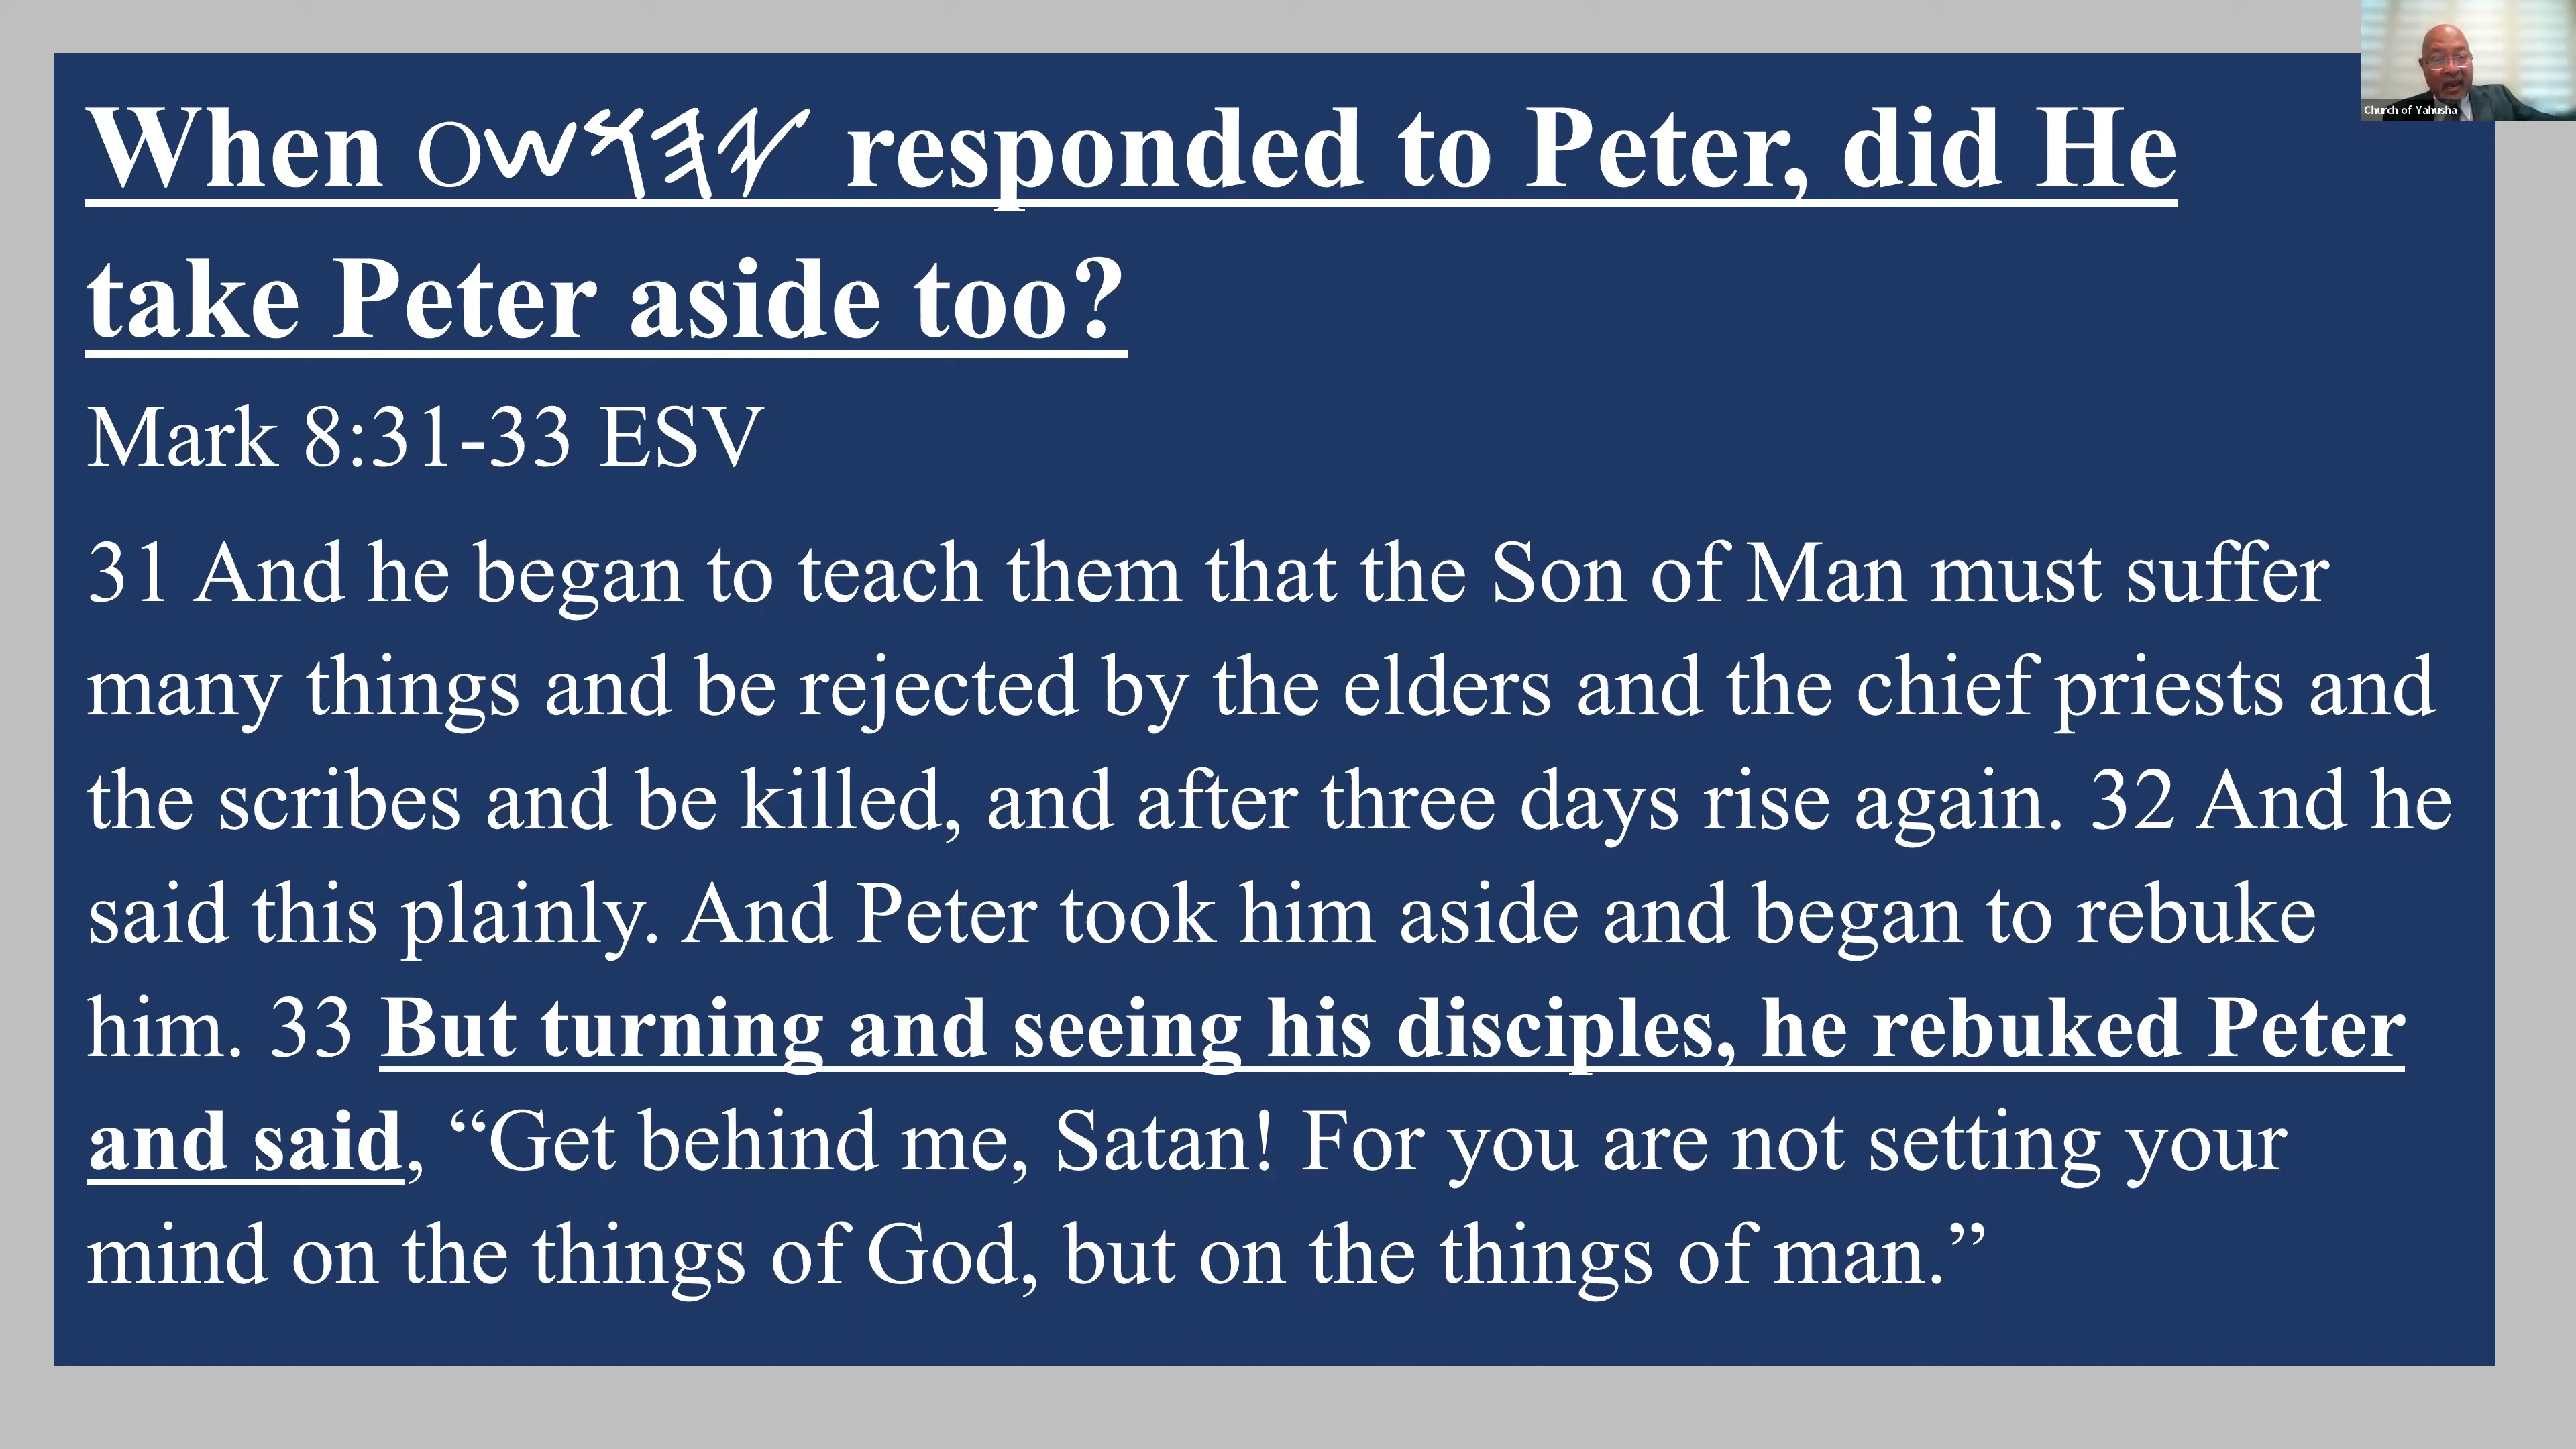 When 𐤉𐤄𐤅𐤔𐤏 responded to Peter, did He
take Peter aside too?
Mark 8:31-33 ESV
31 And he began to teach them that the Son of Man must suffer
many things and be rejected by the elders and the chief priests and
the scribes and be killed, and after three days rise again. 32 And he
said this plainly. And Peter took him aside and began to rebuke
him. 33 But turning and seeing his disciples, he rebuked Peter
and said, “Get behind me, Satan! For you are not setting your
mind on the things of God, but on the things of man.”
Church of Yahusha